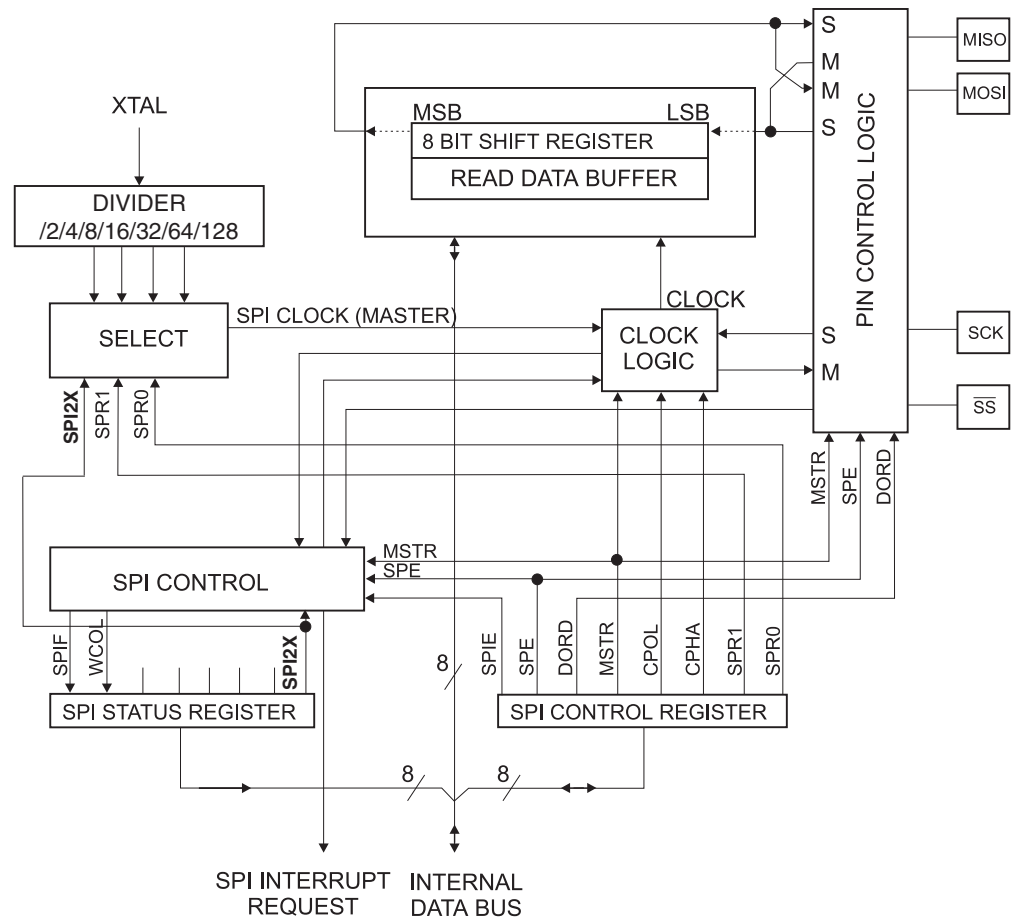 S
MISO
M
M
MOSI
XTAL
MSB
LSB
S
8 BIT SHIFT REGISTER
READ DATA BUFFER
DIVIDER
/2/4/8/16/32/64/128
PIN CONTROL LOGIC
SPI CLOCK (MASTER)
CLOCK
SELECT
CLOCK
LOGIC
S
SCK
M
SS
SPI2X
SPR1
SPR0
MSTR
SPE
DORD
MSTR
SPE
SPI CONTROL
SPIF
WCOL
SPI2X
8
SPIE
SPE
DORD
MSTR
CPOL
CPHA
SPR1
SPR0
SPI STATUS REGISTER
SPI CONTROL REGISTER
8
8
SPI INTERRUPT
REQUEST
INTERNAL
DATA BUS